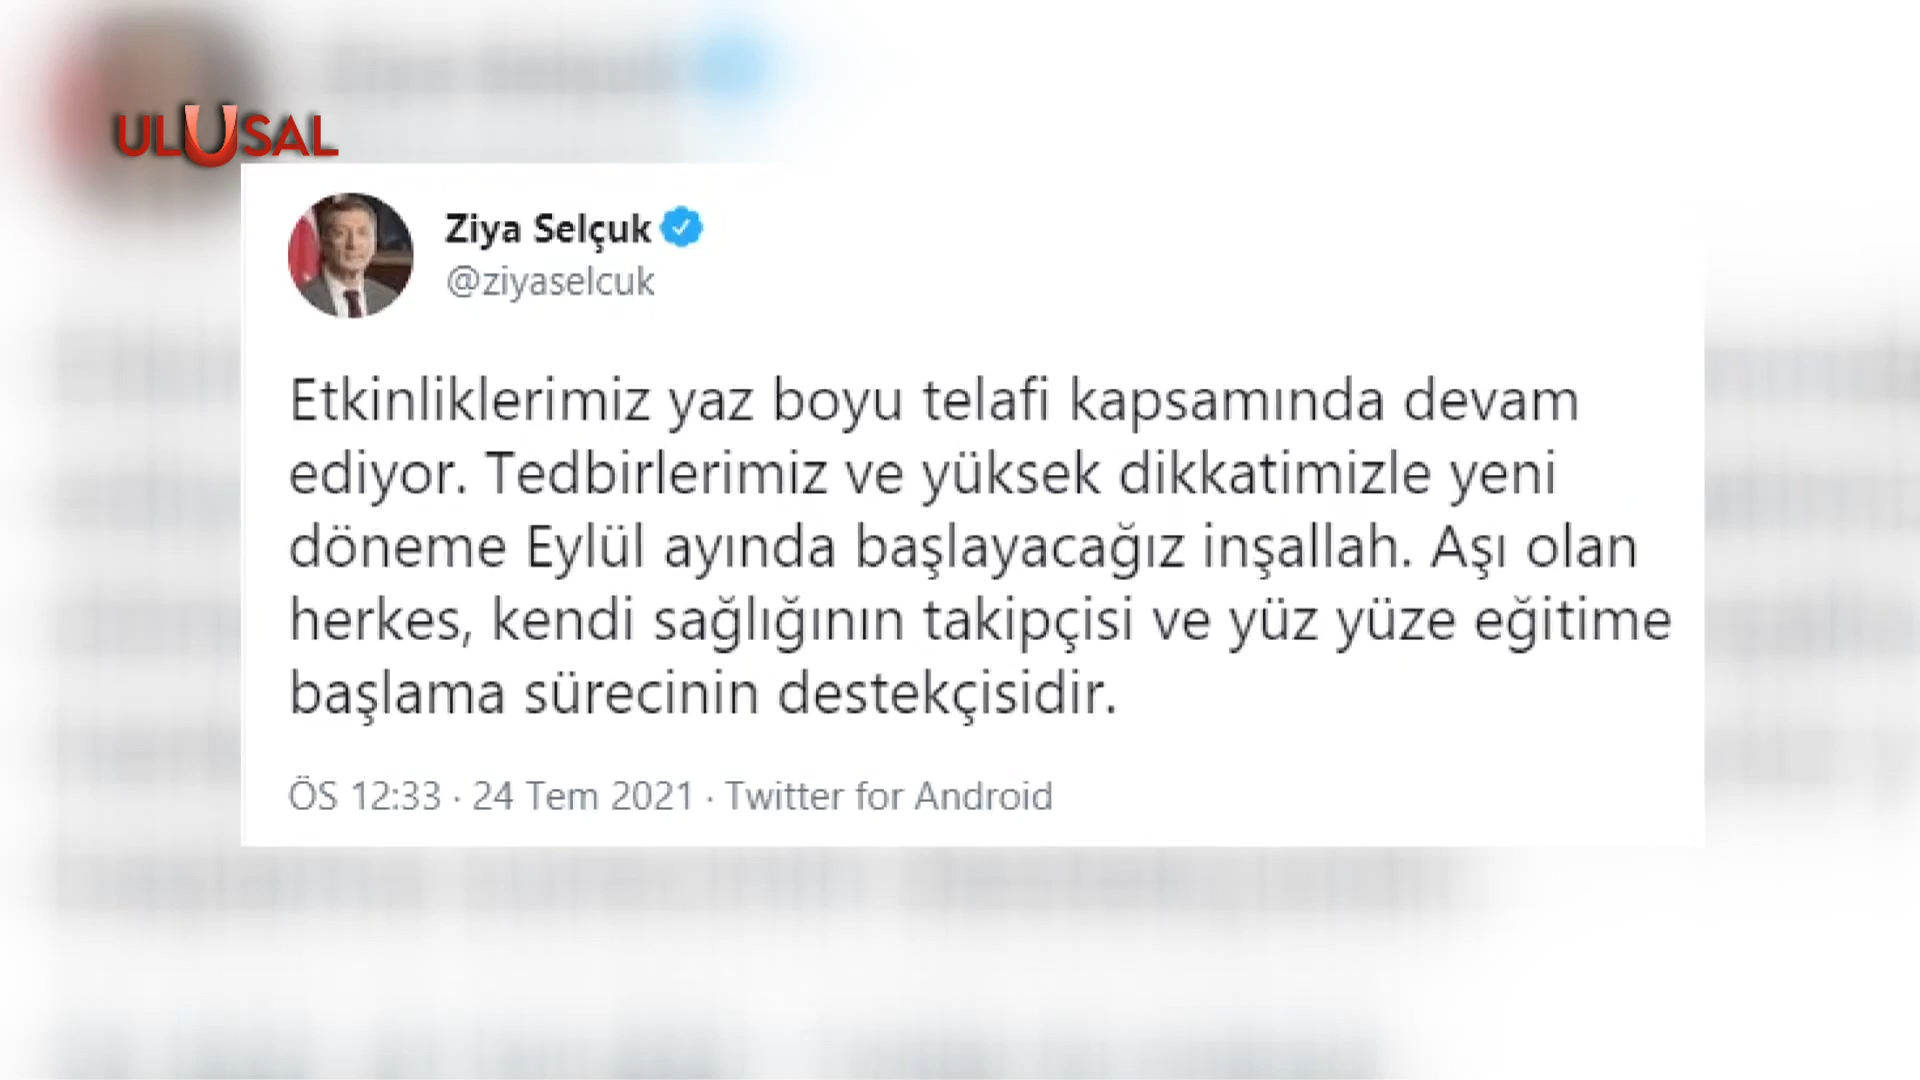 ULUSAL
Ziya Selçuk
@ziyaselcuk
Etkinliklerimiz yaz boyu telafi kapsamında devam
ediyor. Tedbirlerimiz ve yüksek dikkatimizle yeni
döneme Eylül ayında başlayacağız inşallah. Aşı olan
herkes, kendi sağlığının takipçisi ve yüz yüze eğitime
başlama sürecinin destekçisidir.
ÖS 12:33 · 24 Tem 2021 · Twitter for Android